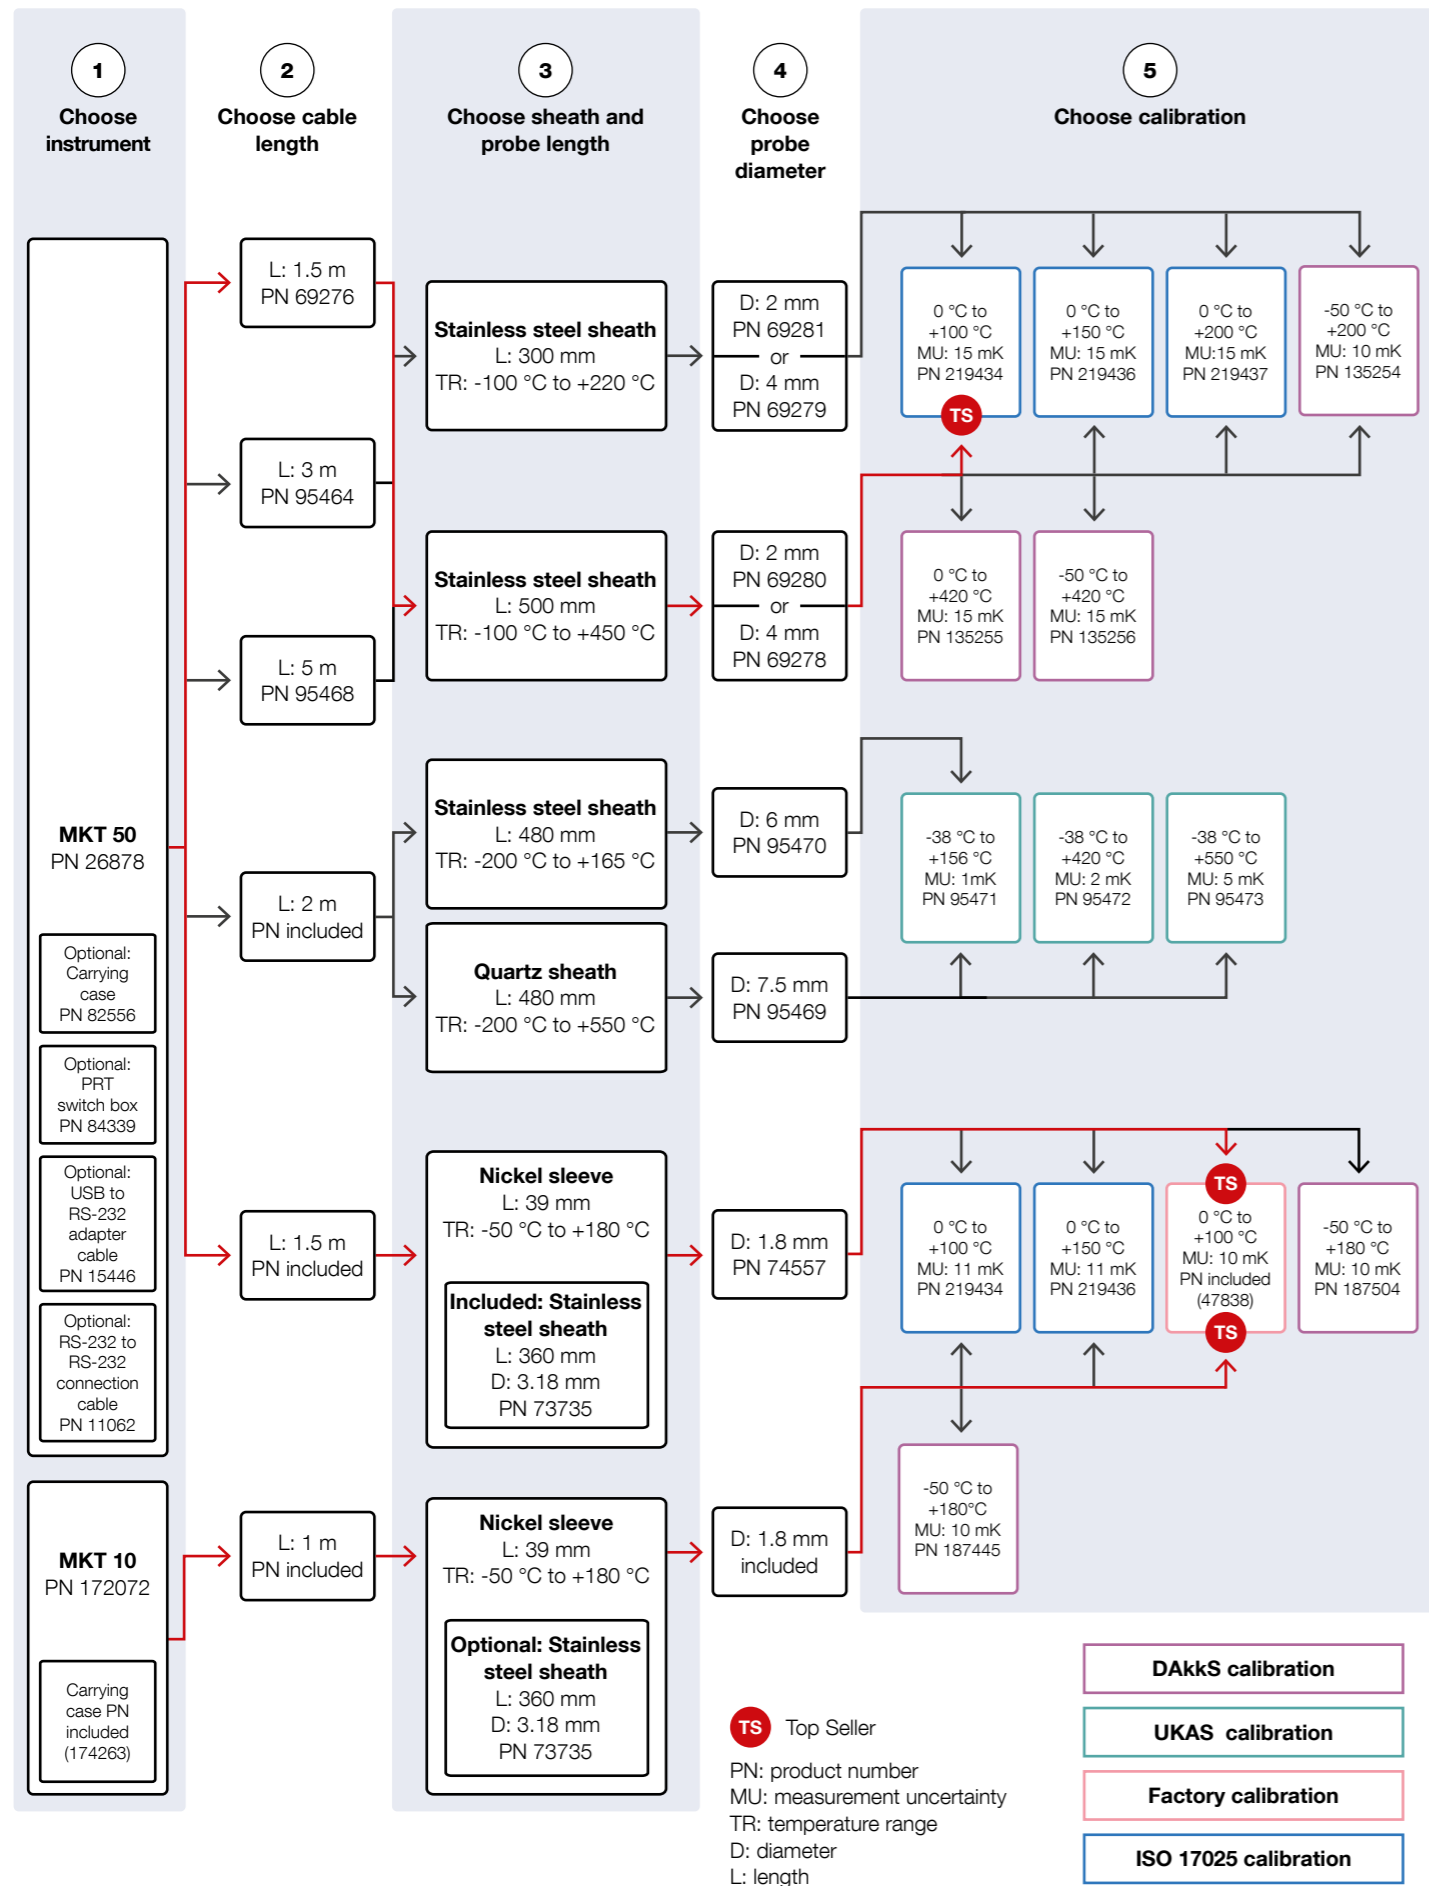 1
Choose
instrument
2
Choose cable
length
3
Choose sheath and
probe length
4
Choose
probe
diameter
5
Choose calibration
MKT 50
PN 26878
Optional:
Carrying
case
PN 82556
Optional:
PRT
switch box
PN 84339
Optional:
USB to
RS-232
adapter
cable
PN 15446
Optional:
RS-232 to
RS-232
connection
cable
PN 11062
MKT 10
PN 172072
Carrying
case PN
included
(174263)
L: 1.5 m
PN 69276
L: 3 m
PN 95464
L: 5 m
PN 95468
L: 2 m
PN included
L: 1.5 m
PN included
L: 1 m
PN included
Stainless steel sheath
L: 300 mm
TR: -100 °C to +220 °C
Stainless steel sheath
L: 500 mm
TR: -100 °C to +450 °C
Stainless steel sheath
L: 480 mm
TR: -200 °C to +165 °C
Quartz sheath
L: 480 mm
TR: -200 °C to +550 °C
Nickel sleeve
L: 39 mm
TR: -50 °C to +180 °C
Included: Stainless
steel sheath
L: 360 mm
D: 3.18 mm
PN 73735
Nickel sleeve
L: 39 mm
TR: -50 °C to +180 °C
Optional: Stainless
steel sheath
L: 360 mm
D: 3.18 mm
PN 73735
D: 2 mm
PN 69281
or
D: 4 mm
PN 69279
D: 2 mm
PN 69280
or
D: 4 mm
PN 69278
D: 6 mm
PN 95470
D: 7.5 mm
PN 95469
D: 1.8 mm
PN 74557
D: 1.8 mm
included
0 °C to
+100 °C
MU: 15 mK
PN 219434
TS
0 °C to
+150 °C
MU: 15 mK
PN 219436
0 °C to
+200 °C
MU:15 mK
PN 219437
-50 °C to
+200 °C
MU: 10 mK
PN 135254
0 °C to
+420 °C
MU: 15 mK
PN 135255
-50 °C to
+420 °C
MU: 15 mK
PN 135256
-38 °C to
+156 °C
MU: 1mK
PN 95471
-38 °C to
+420 °C
MU: 2 mK
PN 95472
-38 °C to
+550 °C
MU: 5 mK
PN 95473
0 °C to
+100 °C
MU: 11 mK
PN 219434
0 °C to
+150 °C
MU: 11 mK
PN 219436
TS
0 °C to
+100 °C
MU: 10 mK
PN included
(47838)
TS
-50 °C to
+180 °C
MU: 10 mK
PN 187504
-50 °C to
+180°C
MU: 10 mK
PN 187445
TS Top Seller
PN: product number
MU: measurement uncertainty
TR: temperature range
D: diameter
L: length
DAkkS calibration
UKAS calibration
Factory calibration
ISO 17025 calibration